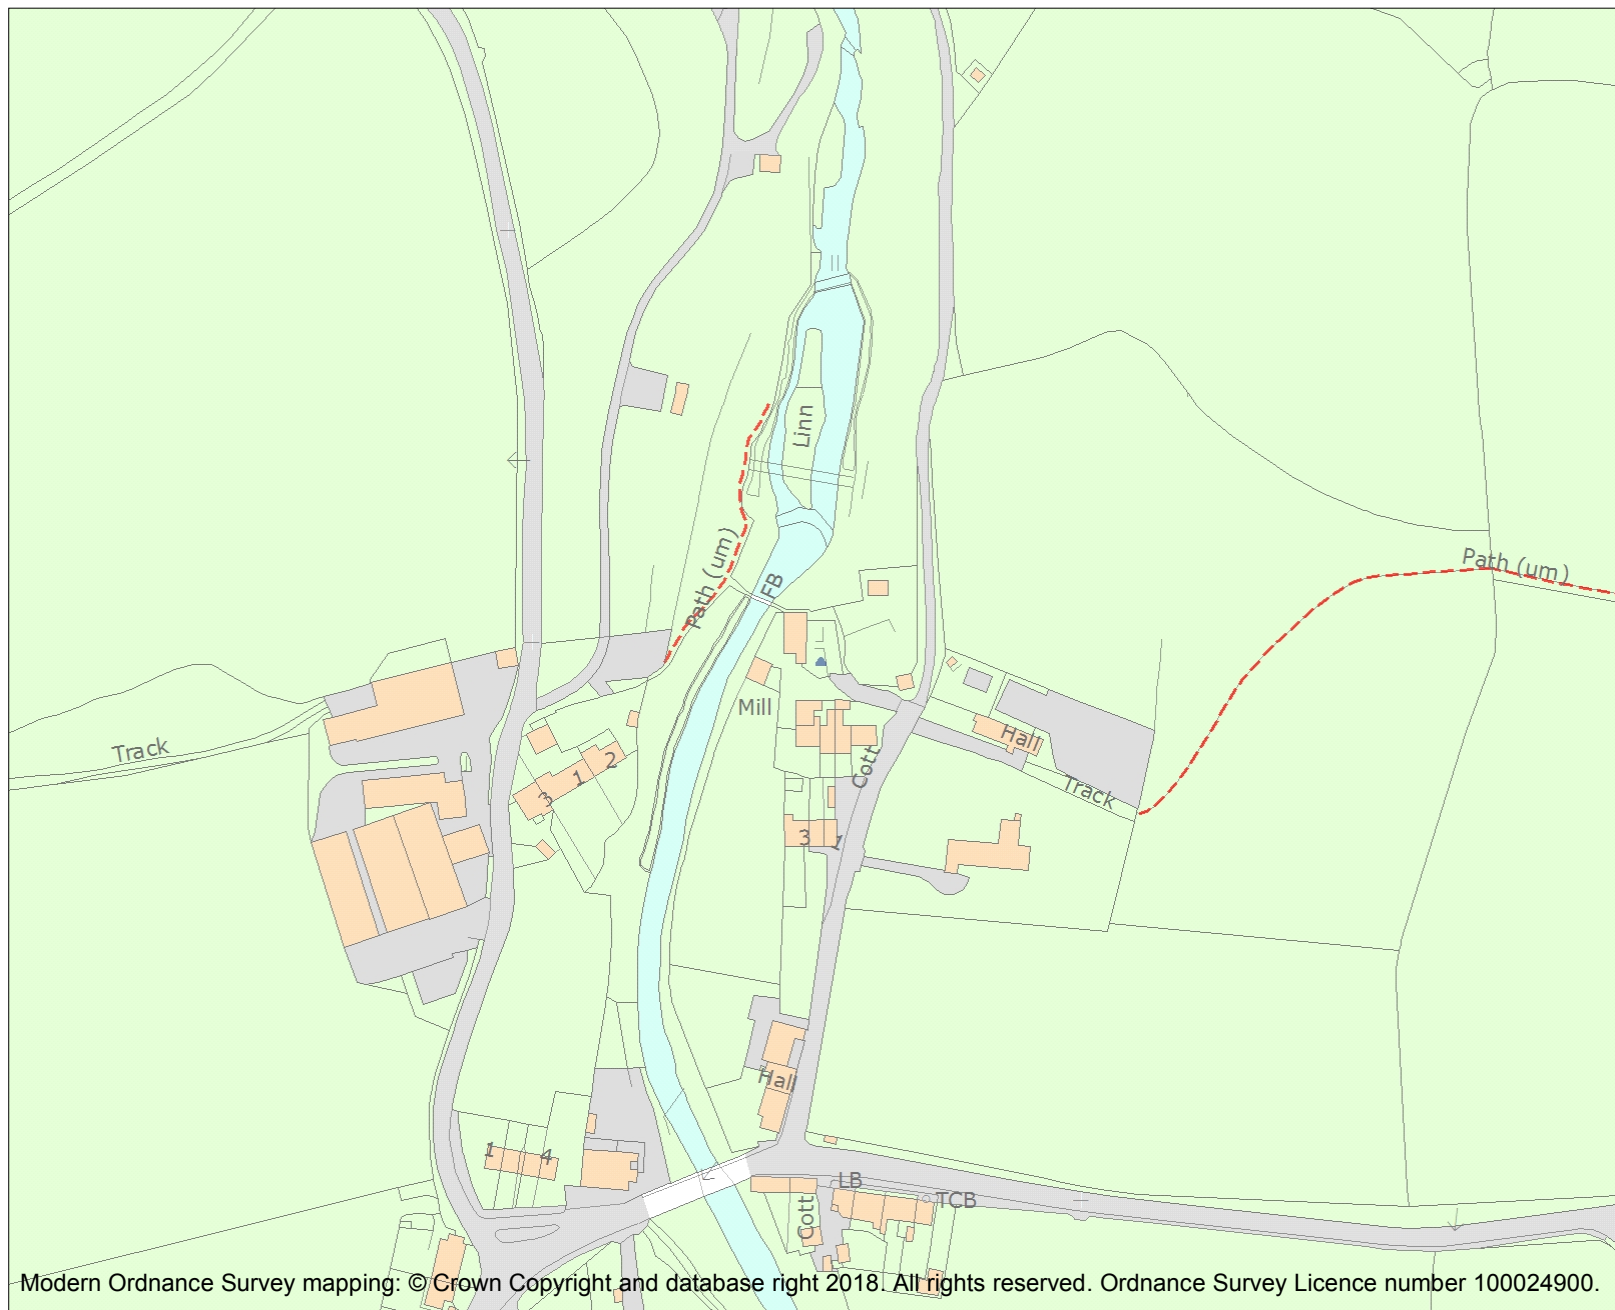 Linn
Path (um)
Path (um)
FB
Mill
Hall
Track
Cott
Track
2
1
3
3
1
Hall
1
4
LB
TCB
Cott
Modern Ordnance Survey mapping: © Crown Copyright and database right 2018. All rights reserved. Ordnance Survey Licence number 100024900.